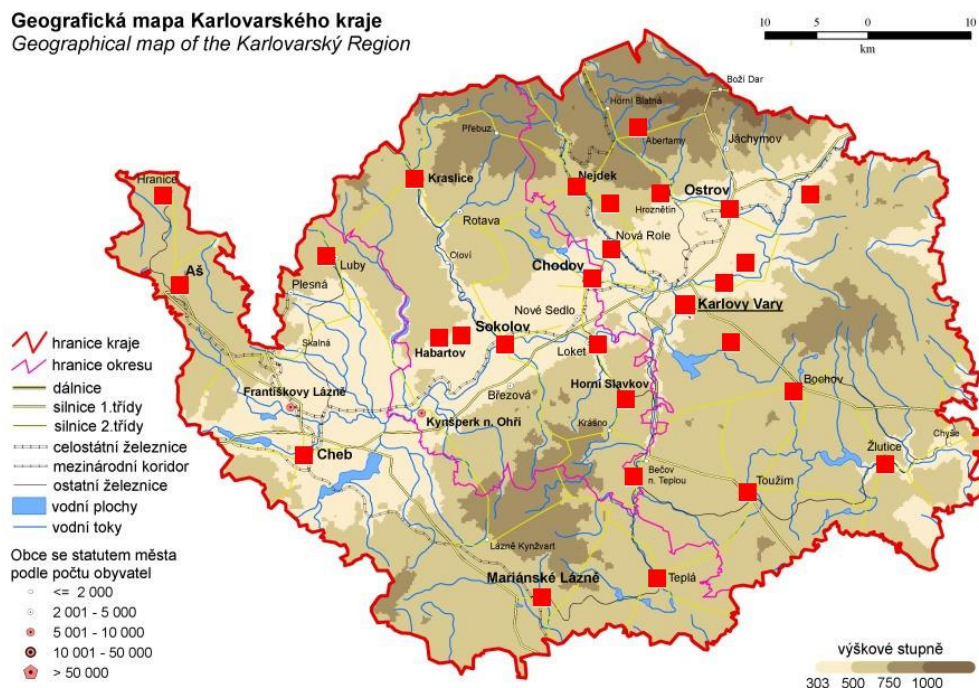 Geografická mapa Karlovarského kraje
Geographical map of the Karlovarský Region
10 5 0 10
km
Boží Dar
Horní Blatná
Přebuz
Abertamy
Jáchymov
Hranice
Kraslice
Nejdek
Ostrov
Hroznětín
Rotava
Nová Role
Oloví
Luby
Chodov
Aš
Plesná
Karlovy Vary
Nové Sedlo
Skalná
Sokolov
Habartov
Loket
Františkovy Lázně
Březová
Horní Slavkov
Bochov
Kynšperk n. Ohří
Krásno
Chyše
Cheb
Žlutice
Bečov
n. Teplou
Toužim
Lázně Kynžvart
Mariánské Lázně
Teplá
hranice kraje
hranice okresu
dálnice
silnice 1.třídy
silnice 2.třídy
celostátní železnice
mezinárodní koridor
ostatní železnice
vodní plochy
vodní toky
Obce se statutem města
podle počtu obyvatel
<= 2 000
2 001 - 5 000
5 001 - 10 000
10 001 - 50 000
> 50 000
výškové stupně
303 500 750 1000